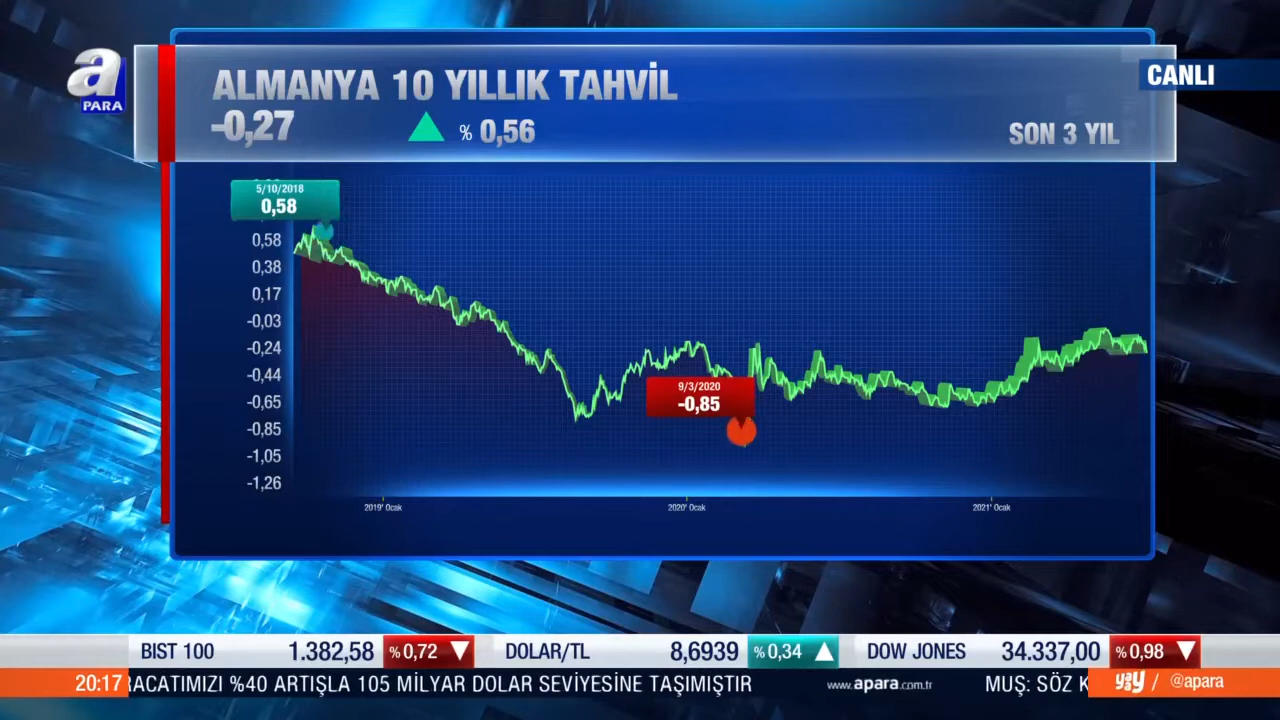 a
PARA
ALMANYA 10 YILLIK TAHVİL
CANLI
-0,27
% 0,56
SON 3 YIL
5/10/2018
0,58
0,58
0,38
0,17
-0,03
-0,24
-0,44
-0,65
-0,85
-1,05
-1,26
9/3/2020
-0,85
2019' Ocak
2020' Ocak
2021' Ocak
BIST 100 1.382,58 %0,72 DOLAR/TL 8,6939 %0,34 DOW JONES 34.337,00 %0,98
20:17 RACATIMIZI %40 ARTIŞLA 105 MİLYAR DOLAR SEVİYESİNE TAŞIMIŞTIR www.apara.com.tr MUŞ: SÖZ K / @apara